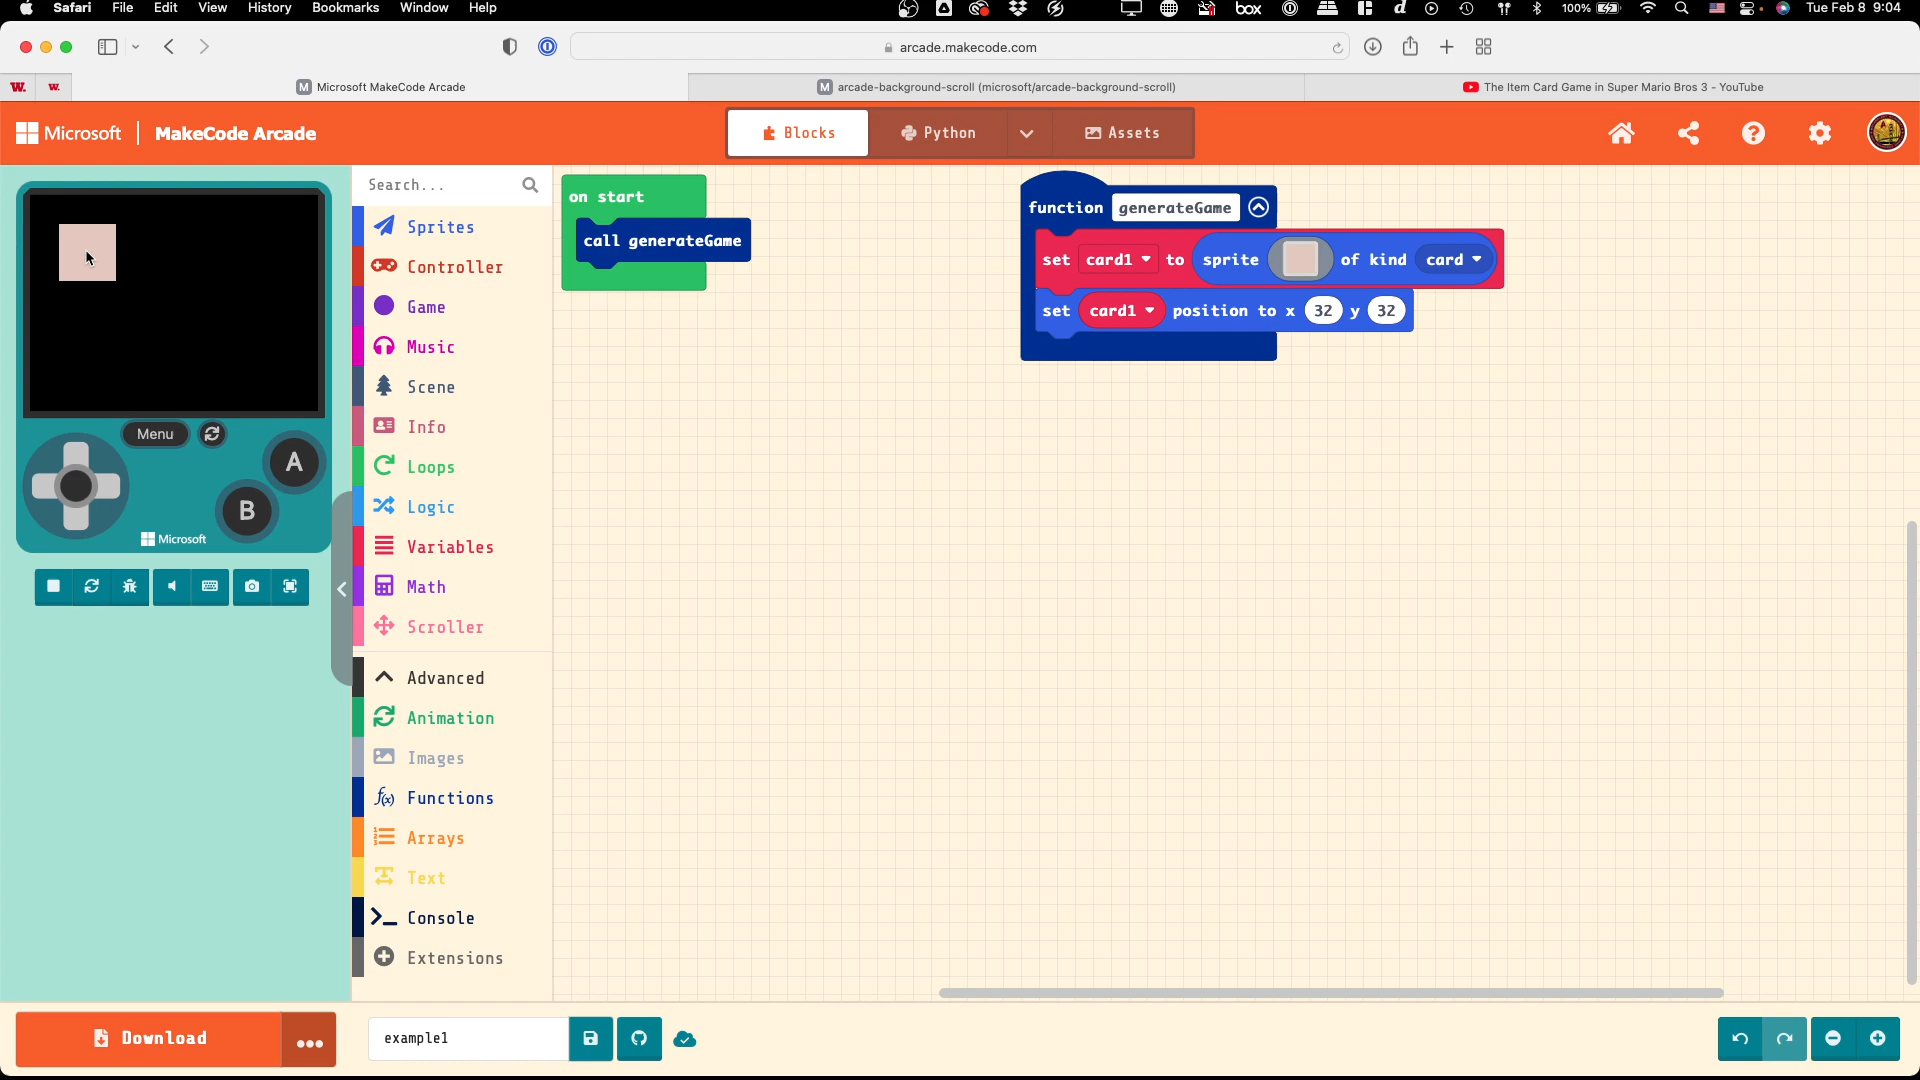 Safari File Edit View History Bookmarks Window Help box 100% Tue Feb 8 9:04
arcade.makecode.com
W. W. M Microsoft MakeCode Arcade M arcade-background-scroll (microsoft/arcade-background-scroll) The Item Card Game in Super Mario Bros 3 - YouTube
Microsoft MakeCode Arcade Blocks Python Assets
Search...
Sprites
Controller
Game
Music
Scene
Info
Loops
Logic
Variables
Math
Scroller
Advanced
Animation
Images
Functions
Arrays
Text
Console
Extensions
on start
call generateGame
function generateGame
set card1 to sprite of kind card
set card1 position to x 32 y 32
Menu
A
B
Microsoft
Download
example1